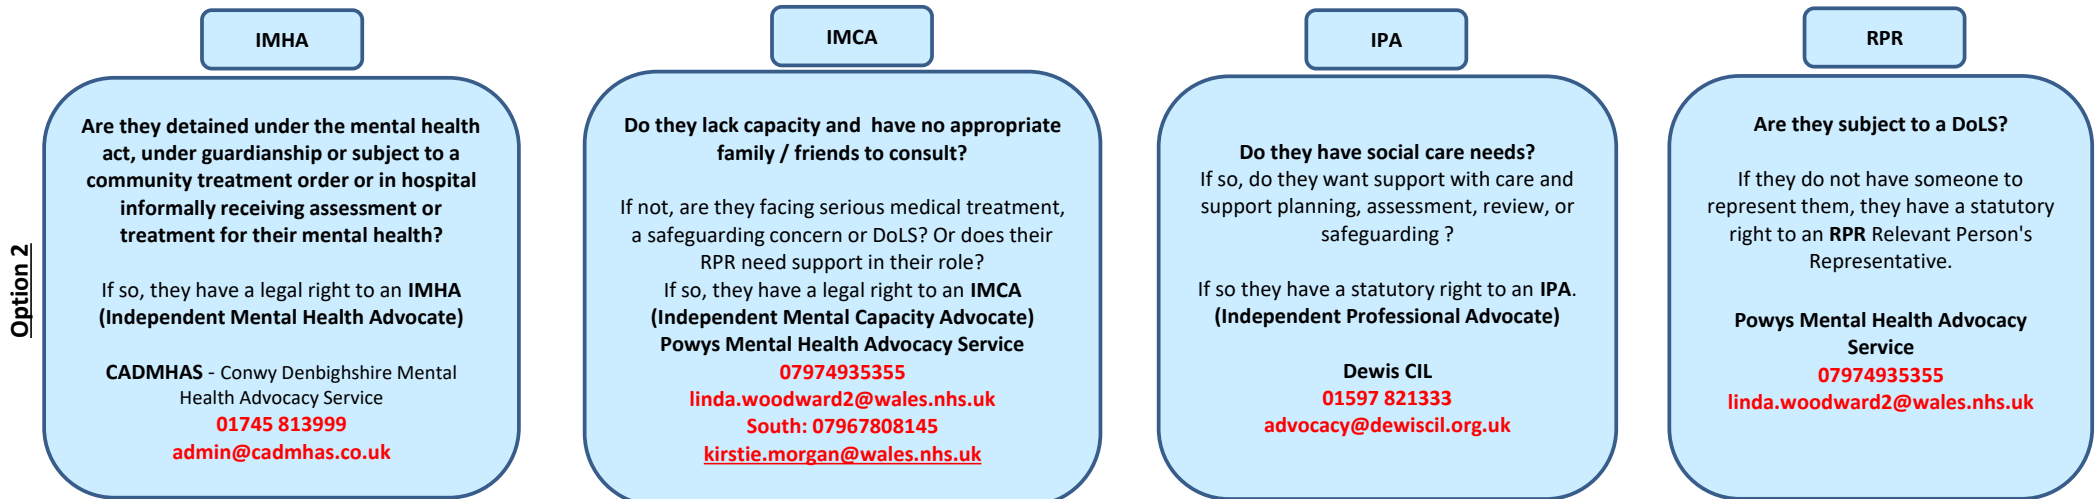 Option 2
IMHA
Are they detained under the mental health
act, under guardianship or subject to a
community treatment order or in hospital
informally receiving assessment or
treatment for their mental health?
If so, they have a legal right to an IMHA
(Independent Mental Health Advocate)
CADMHAS - Conwy Denbighshire Mental
Health Advocacy Service
01745 813999
admin@cadmhas.co.uk
IMCA
Do they lack capacity and have no appropriate
family / friends to consult?
If not, are they facing serious medical treatment,
a safeguarding concern or DoLS? Or does their
RPR need support in their role?
If so, they have a legal right to an IMCA
(Independent Mental Capacity Advocate)
Powys Mental Health Advocacy Service
07974935355
linda.woodward2@wales.nhs.uk
South: 07967808145
kirstie.morgan@wales.nhs.uk
IPA
Do they have social care needs?
If so, do they want support with care and
support planning, assessment, review, or
safeguarding ?
If so they have a statutory right to an IPA.
(Independent Professional Advocate)
Dewis CIL
01597 821333
advocacy@dewiscil.org.uk
RPR
Are they subject to a DoLS?
If they do not have someone to
represent them, they have a statutory
right to an RPR Relevant Person's
Representative.
Powys Mental Health Advocacy
Service
07974935355
linda.woodward2@wales.nhs.uk